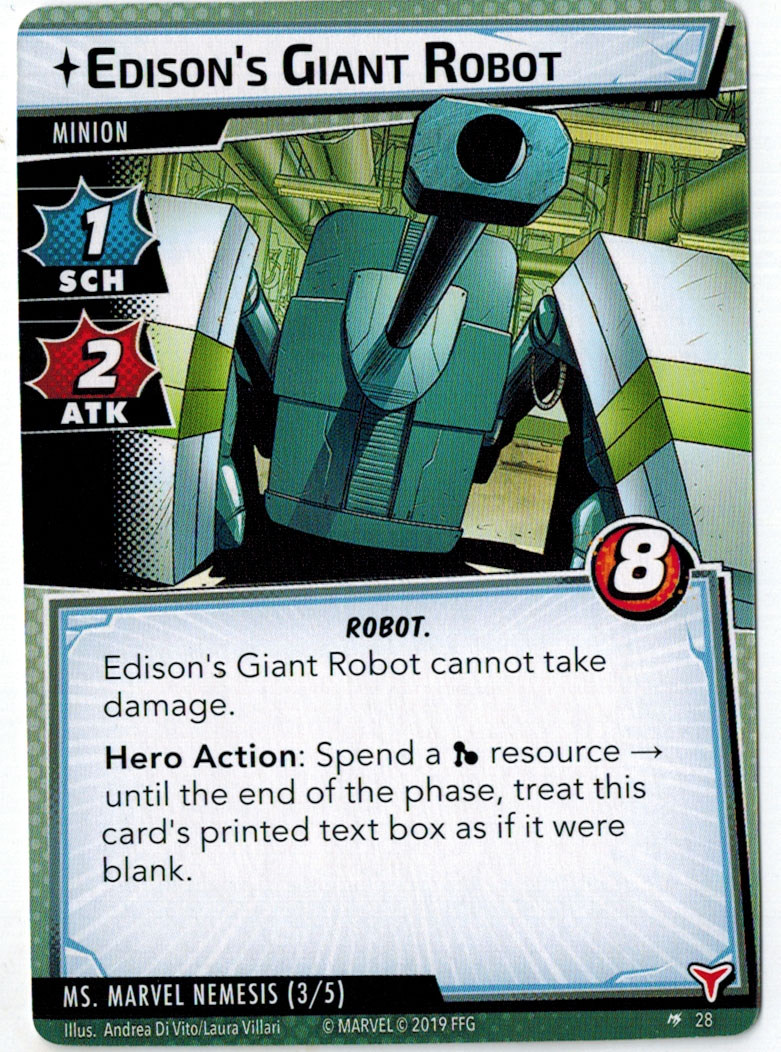 EDISON'S GIANT ROBOT
MINION
1
SCH
2
ATK
8
ROBOT.
Edison's Giant Robot cannot take
damage.
Hero Action: Spend a resource →
until the end of the phase, treat this
card's printed text box as if it were
blank.
MS. MARVEL NEMESIS (3/5)
Illus. Andrea Di Vito/Laura Villari © MARVEL © 2019 FFG 28